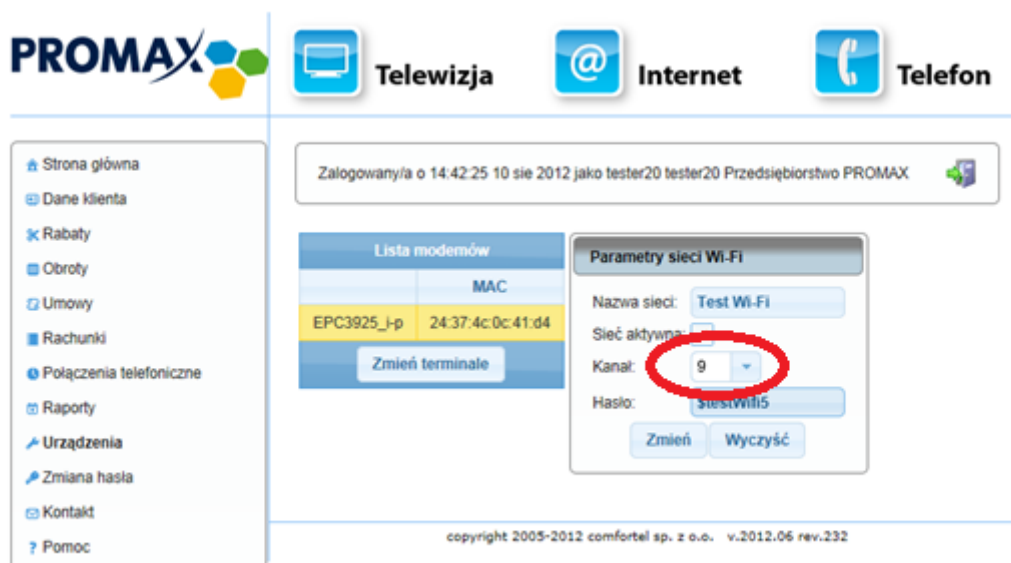 PROMAX
Telewizja
@
Internet
Telefon
Strona główna
Dane klienta
Rabaty
Obroty
Umowy
Rachunki
Połączenia telefoniczne
Raporty
Urządzenia
Zmiana hasła
Kontakt
? Pomoc
Zalogowany/a o 14:42:25 10 sie 2012 jako tester20 tester20 Przedsiębiorstwo PROMAX
Lista modemów
MAC
EPC3925_i-p 24:37:4c:0c:41:d4
Zmień terminale
Parametry sieci Wi-Fi
Nazwa sieci: Test Wi-Fi
Sieć aktywna:
Kanał: 9
Hasło: $testWifi5
Zmień Wyczyść
copyright 2005-2012 comfortel sp. z o.o. v.2012.06 rev.232